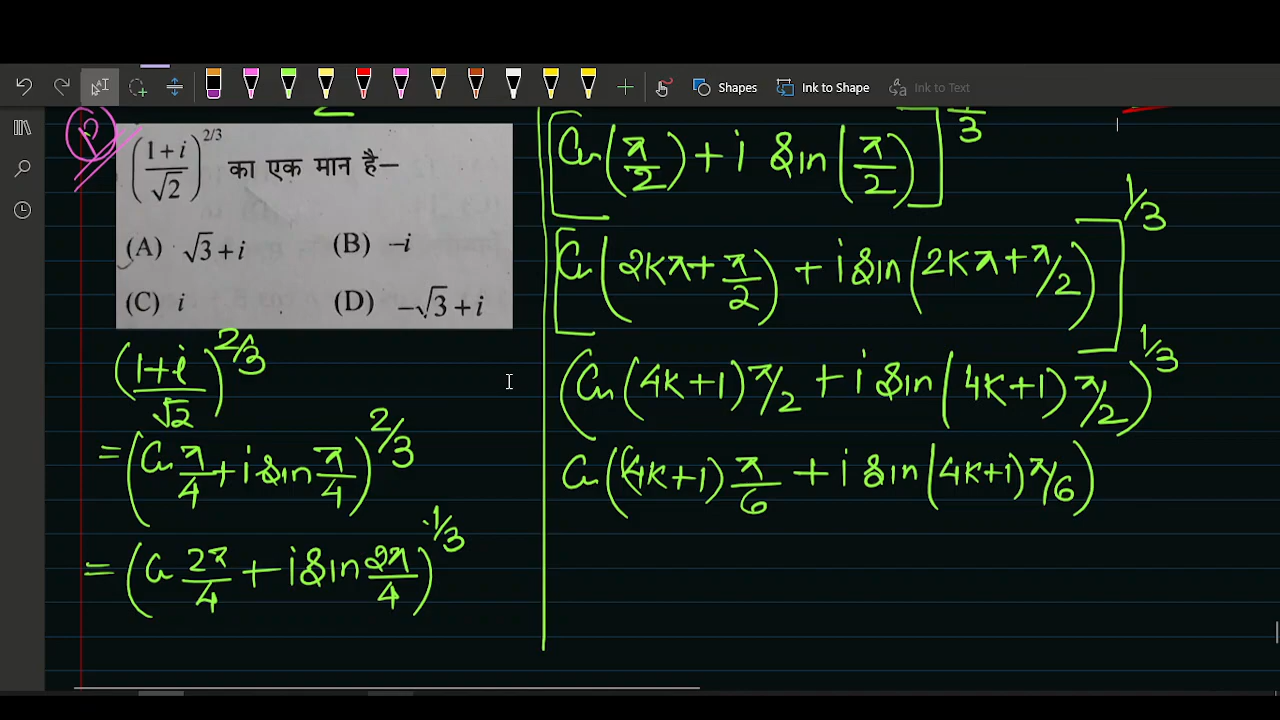 Shapes Ink to Shape Ink to Text
((1+i)/√2)^2/3 का एक मान है–
(A) √3+i (B) –i
(C) i (D) –√3+i
((1+i)/√2)^2/3
= (Cos π/4 + i Sin π/4)^2/3
= (Cos 2π/4 + i Sin 2π/4)^1/3
[Cos (π/2) + i Sin (π/2)]^1/3
[Cos (2kπ + π/2) + i Sin (2kπ + π/2)]^1/3
(Cos (4k+1) π/2 + i Sin (4k+1) π/2)^1/3
Cos ((4k+1) π/6 + i Sin (4k+1) π/6)